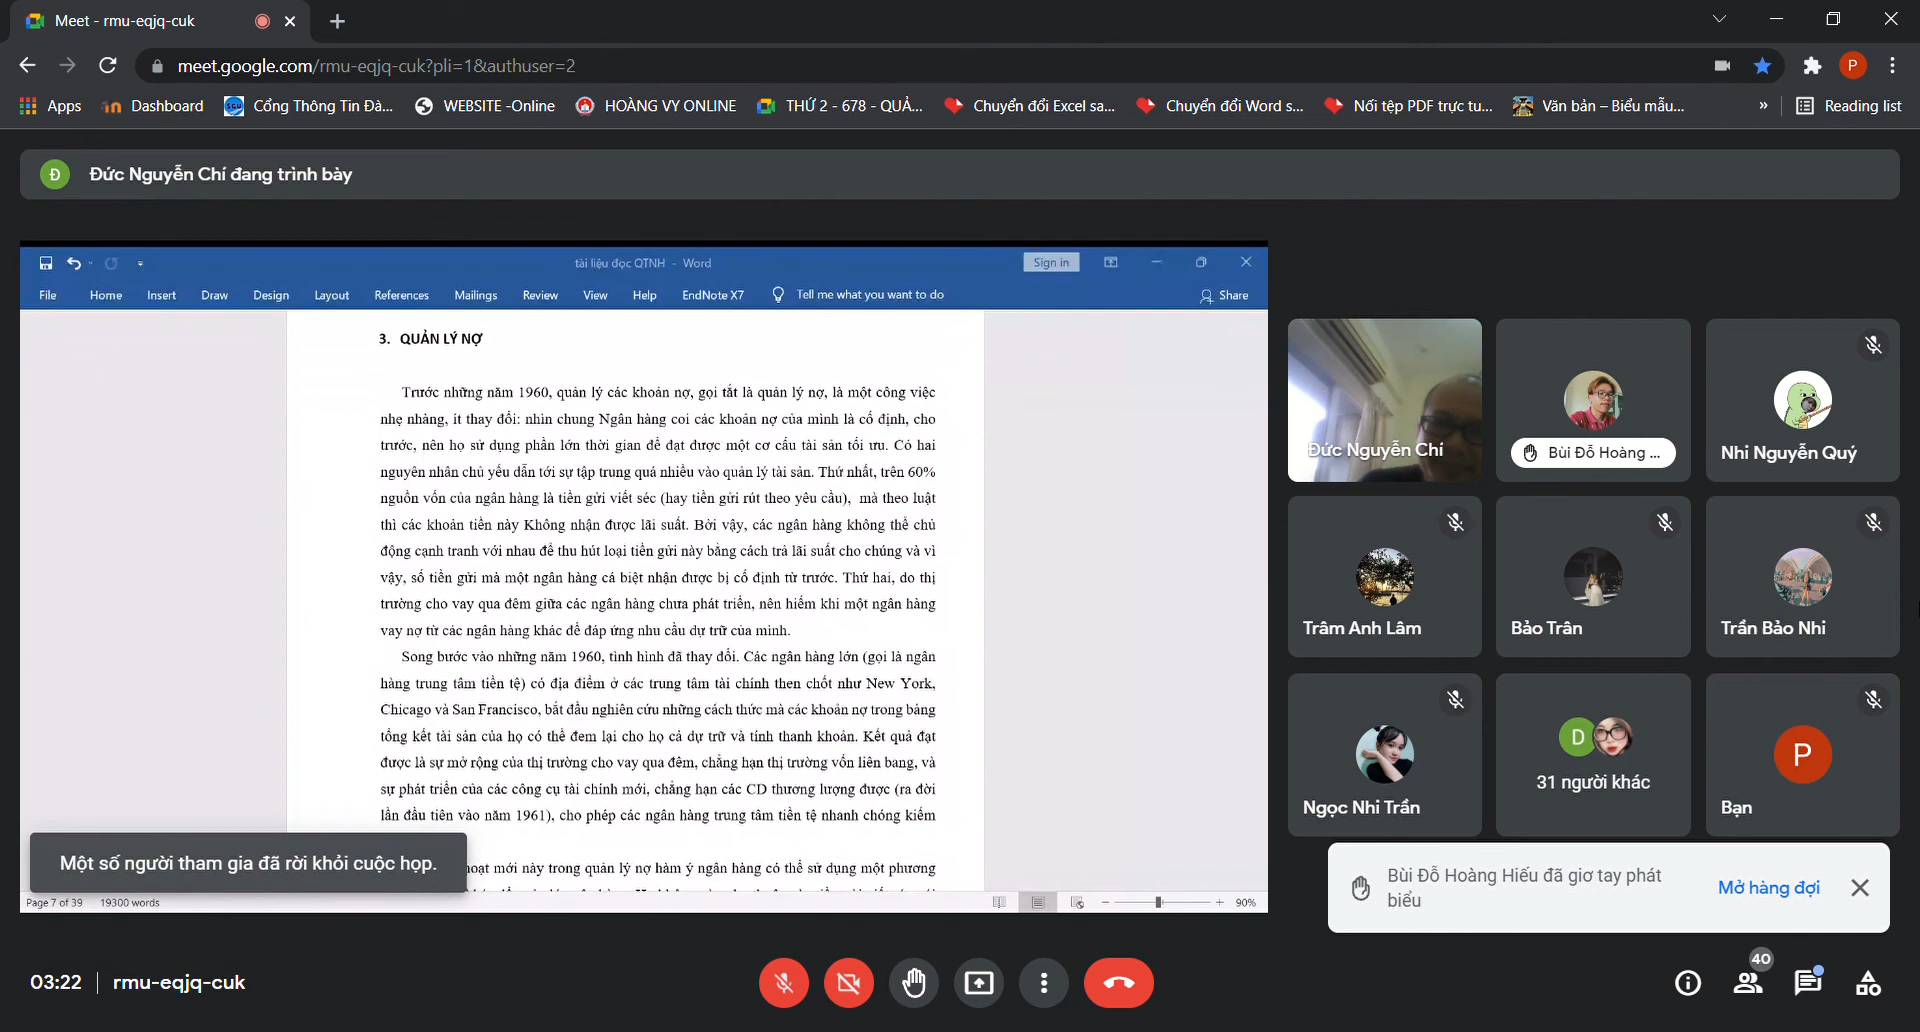 Meet - rmu-eqjq-cuk
meet.google.com/rmu-eqjq-cuk?pli=1&authuser=2
P
Apps
Dashboard
Cổng Thông Tin Đà...
WEBSITE -Online
HOÀNG VY ONLINE
THỨ 2 - 678 - QUẢ...
Chuyển đổi Excel sa...
Chuyển đổi Word s...
Nối tệp PDF trực tu...
Văn bản – Biểu mẫu...
»
Reading list
Đ
Đức Nguyễn Chí đang trình bày
tài liệu đọc QTNH - Word
Sign in
File Home Insert Draw Design Layout References Mailings Review View Help EndNote X7 Tell me what you want to do
Share
3. QUẢN LÝ NỢ
Trước những năm 1960, quản lý các khoản nợ, gọi tắt là quản lý nợ, là một công việc
nhẹ nhàng, ít thay đổi: nhìn chung Ngân hàng coi các khoản nợ của mình là cố định, cho
trước, nên họ sử dụng phần lớn thời gian để đạt được một cơ cấu tài sản tối ưu. Có hai
nguyên nhân chủ yếu dẫn tới sự tập trung quá nhiều vào quản lý tài sản. Thứ nhất, trên 60%
nguồn vốn của ngân hàng là tiền gửi viết séc (hay tiền gửi rút theo yêu cầu), mà theo luật
thì các khoản tiền này Không nhận được lãi suất. Bởi vậy, các ngân hàng không thể chủ
động cạnh tranh với nhau để thu hút loại tiền gửi này bằng cách trả lãi suất cho chúng và vì
vậy, số tiền gửi mà một ngân hàng cá biệt nhận được bị cố định từ trước. Thứ hai, do thị
trường cho vay qua đêm giữa các ngân hàng chưa phát triển, nên hiếm khi một ngân hàng
vay nợ từ các ngân hàng khác để đáp ứng nhu cầu dự trữ của mình.
Song bước vào những năm 1960, tình hình đã thay đổi. Các ngân hàng lớn (gọi là ngân
hàng trung tâm tiền tệ) có địa điểm ở các trung tâm tài chính then chốt như New York,
Chicago và San Francisco, bắt đầu nghiên cứu những cách thức mà các khoản nợ trong bảng
tổng kết tài sản của họ có thể đem lại cho họ cả dự trữ và tính thanh khoản. Kết quả đạt
được là sự mở rộng của thị trường cho vay qua đêm, chẳng hạn thị trường vốn liên bang, và
sự phát triển của các công cụ tài chính mới, chẳng hạn các CD thương lượng được (ra đời
lần đầu tiên vào năm 1961), cho phép các ngân hàng trung tâm tiền tệ nhanh chóng kiếm
hoạt mới này trong quản lý nợ hàm ý ngân hàng có thể sử dụng một phương
Page 7 of 39
19300 words
90%
Một số người tham gia đã rời khỏi cuộc họp.
Đức Nguyễn Chí
Bùi Đỗ Hoàng ...
Nhi Nguyễn Quý
Trâm Anh Lâm
Bảo Trân
Trần Bảo Nhi
Ngọc Nhi Trần
D
31 người khác
P
Bạn
Bùi Đỗ Hoàng Hiếu đã giơ tay phát
biểu
Mở hàng đợi
03:22
rmu-eqjq-cuk
40